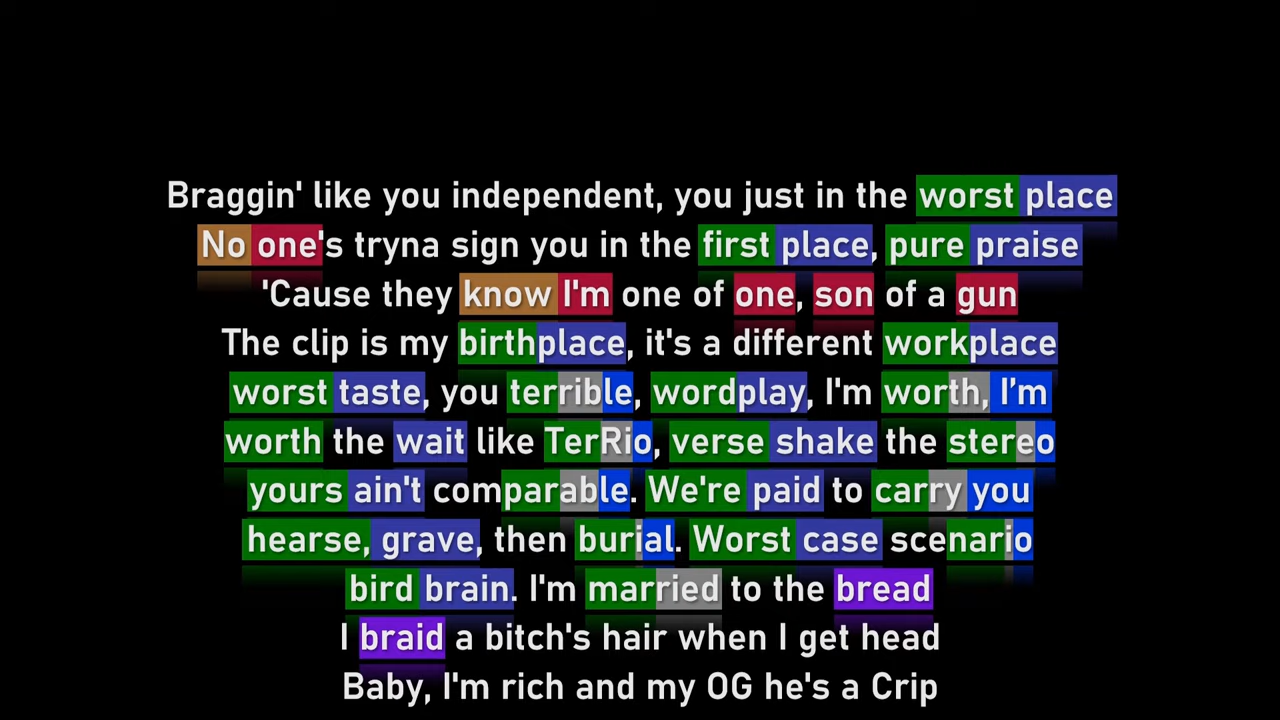 Braggin' like you independent, you just in the worst place
No one's tryna sign you in the first place, pure praise
'Cause they know I'm one of one, son of a gun
The clip is my birthplace, it's a different workplace
worst taste, you terrible, wordplay, I'm worth, I’m
worth the wait like TerRio, verse shake the stereo
yours ain't comparable. We're paid to carry you
hearse, grave, then burial. Worst case scenario
bird brain. I'm married to the bread
I braid a bitch's hair when I get head
Baby, I'm rich and my OG he's a Crip